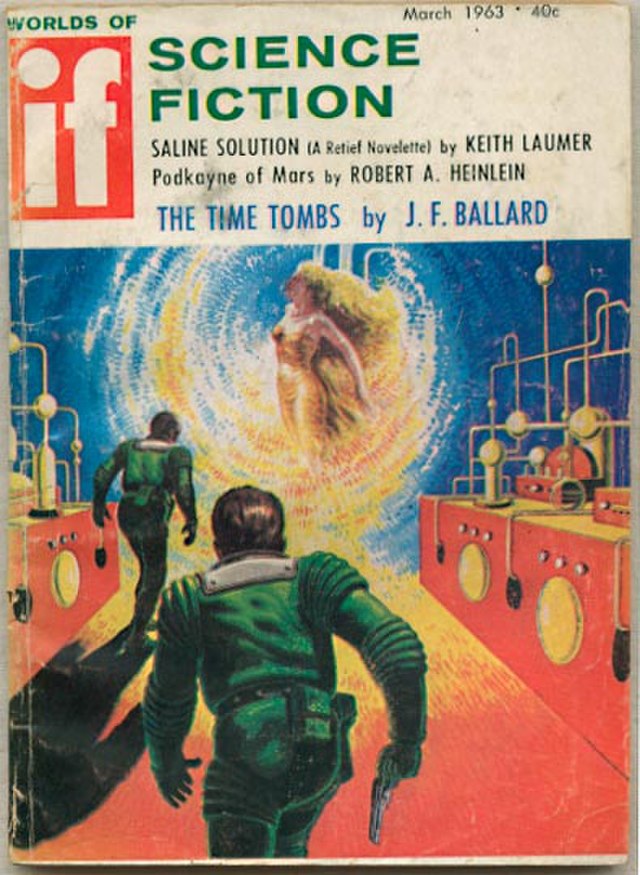 March 1963 · 40c
WORLDS OF
if
SCIENCE
FICTION
SALINE SOLUTION (A Retief Novelette) by KEITH LAUMER
Podkayne of Mars by ROBERT A. HEINLEIN
THE TIME TOMBS by J. F. BALLARD